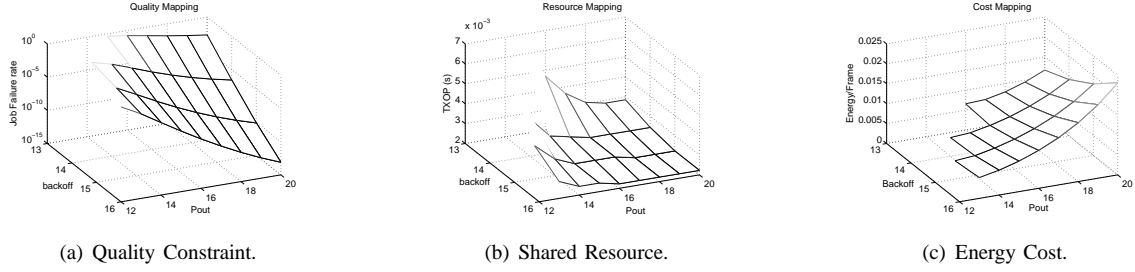 Quality Mapping
10^0
10^-5
10^-10
10^-15
Job Failure rate
13
14
15
16
backoff
12
14
16
18
20
Pout
(a) Quality Constraint.
Resource Mapping
x 10^-3
7
6
5
4
3
2
TXOP (s)
13
14
15
16
backoff
12
14
16
18
20
Pout
(b) Shared Resource.
Cost Mapping
0.025
0.02
0.015
0.01
0.005
0
Energy/Frame
13
14
15
16
Backoff
12
14
16
18
20
Pout
(c) Energy Cost.